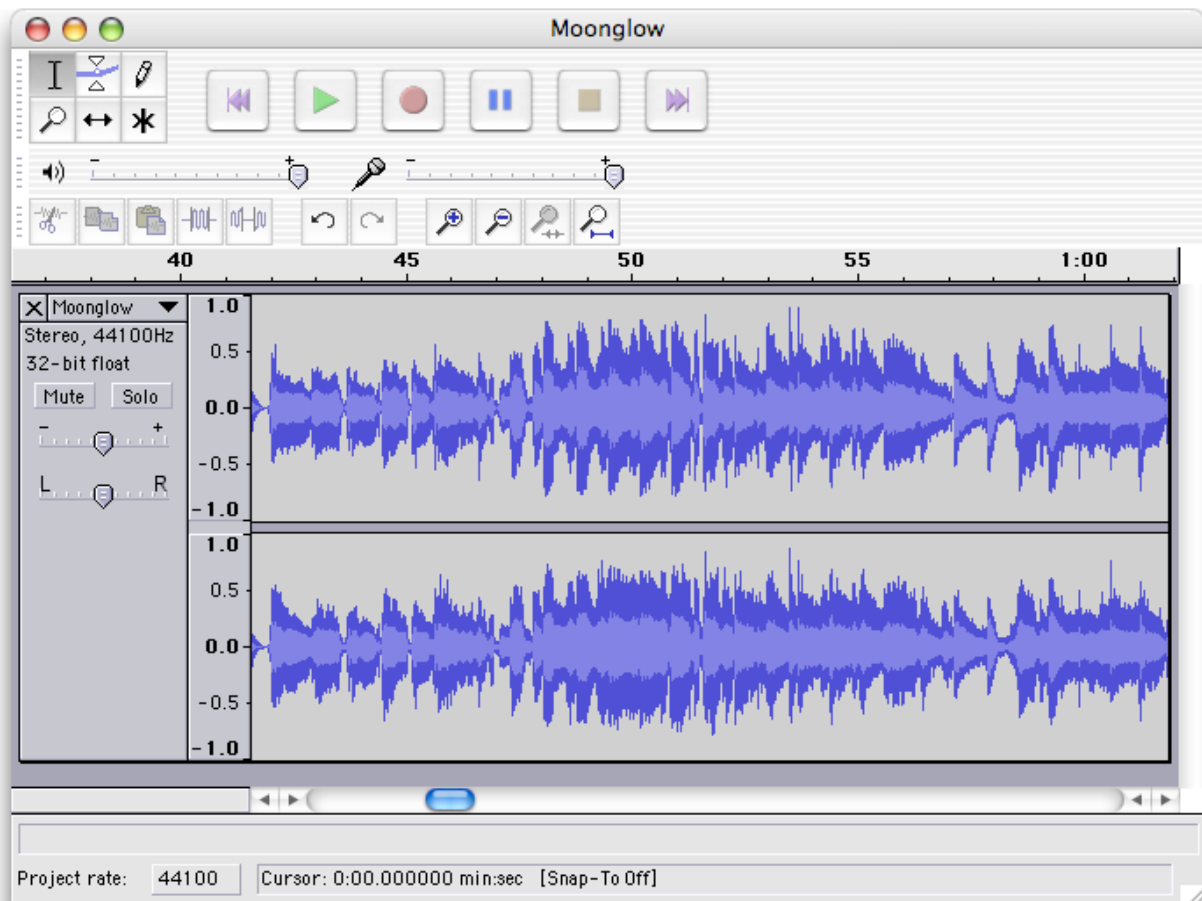 Moonglow
- +
- +
40 45 50 55 1:00
X Moonglow
Stereo, 44100Hz
32-bit float
Mute Solo
- +
L R
1.0
0.5
0.0
-0.5
-1.0
1.0
0.5
0.0
-0.5
-1.0
Project rate: 44100 Cursor: 0:00.000000 min:sec [Snap-To Off]